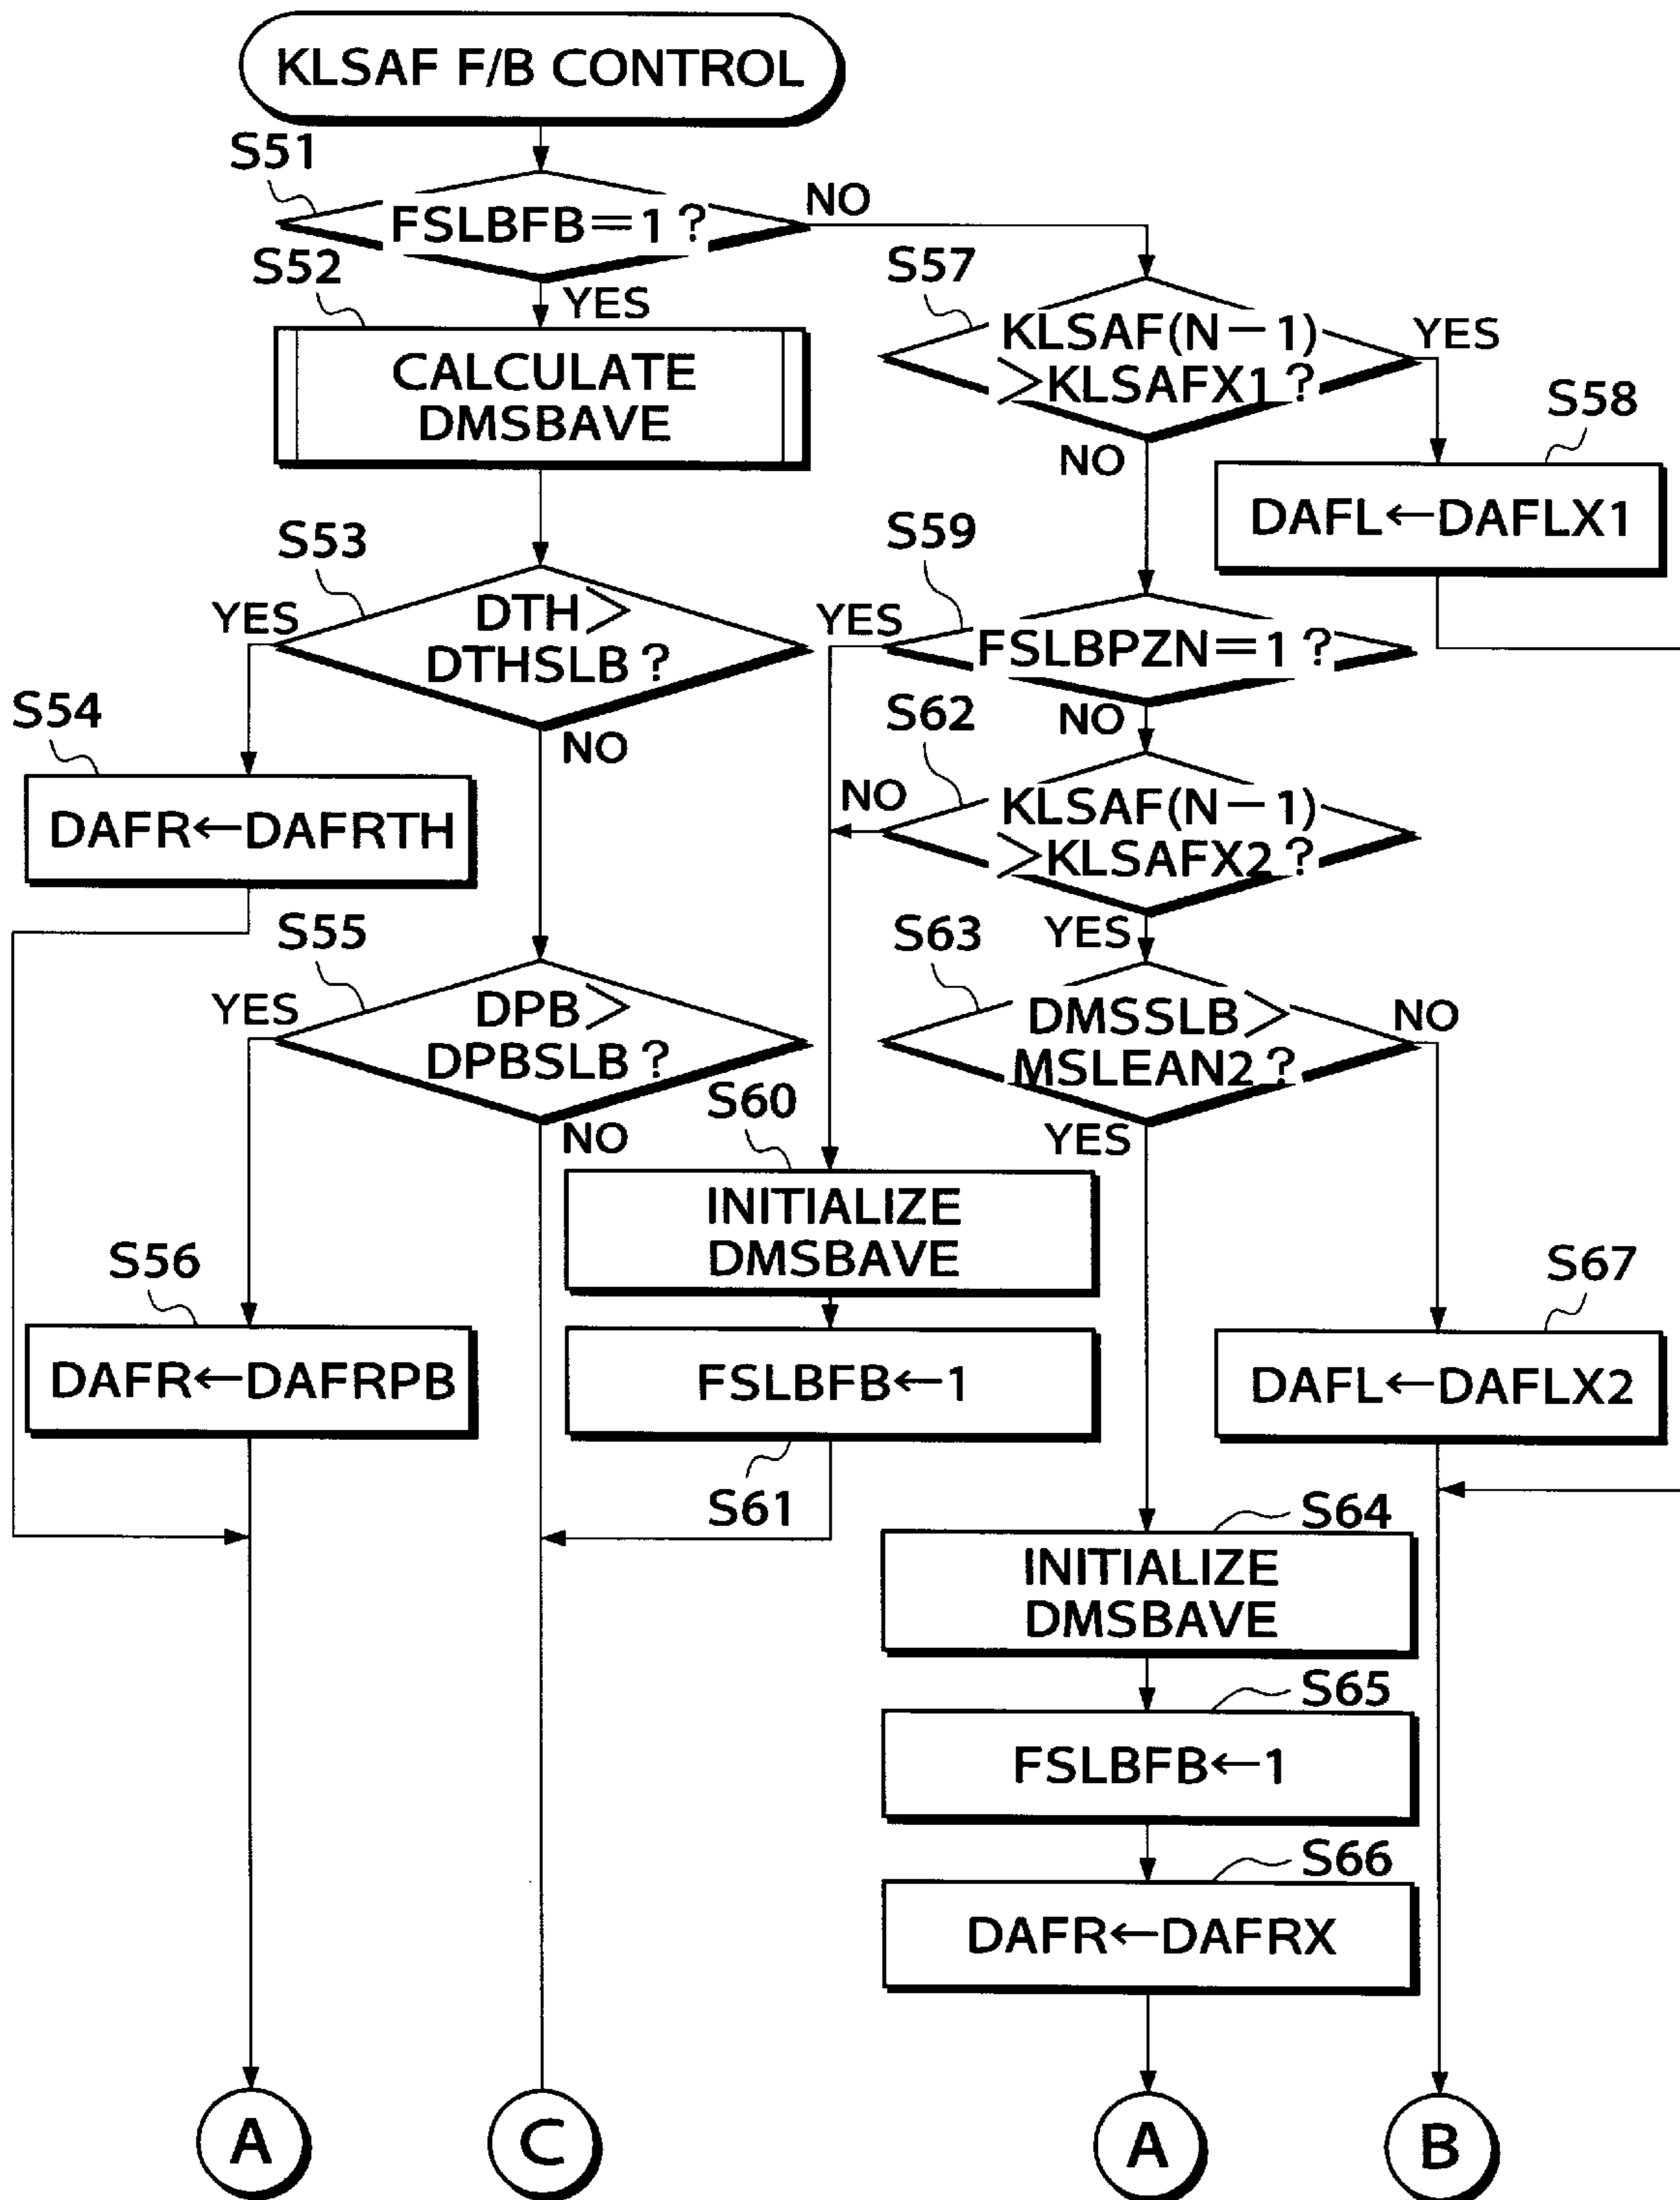 KLSAF F/B CONTROL
S51
FSLBFB=1?
NO
YES
S52
CALCULATE
DMSBAVE
S57
KLSAF(N−1)
>KLSAFX1?
YES
NO
S58
DAFL←DAFLX1
S53
DTH>
DTHSLB?
YES
NO
S59
FSLBPZN=1?
YES
NO
S54
DAFR←DAFRTH
S62
KLSAF(N−1)
>KLSAFX2?
NO
YES
S55
DPB>
DPBSLB?
YES
NO
S63
DMSSLB>
MSLEAN2?
NO
YES
S60
INITIALIZE
DMSBAVE
S56
DAFR←DAFRPB
FSLBFB←1
S61
S67
DAFL←DAFLX2
S64
INITIALIZE
DMSBAVE
S65
FSLBFB←1
S66
DAFR←DAFRX
A
C
A
B